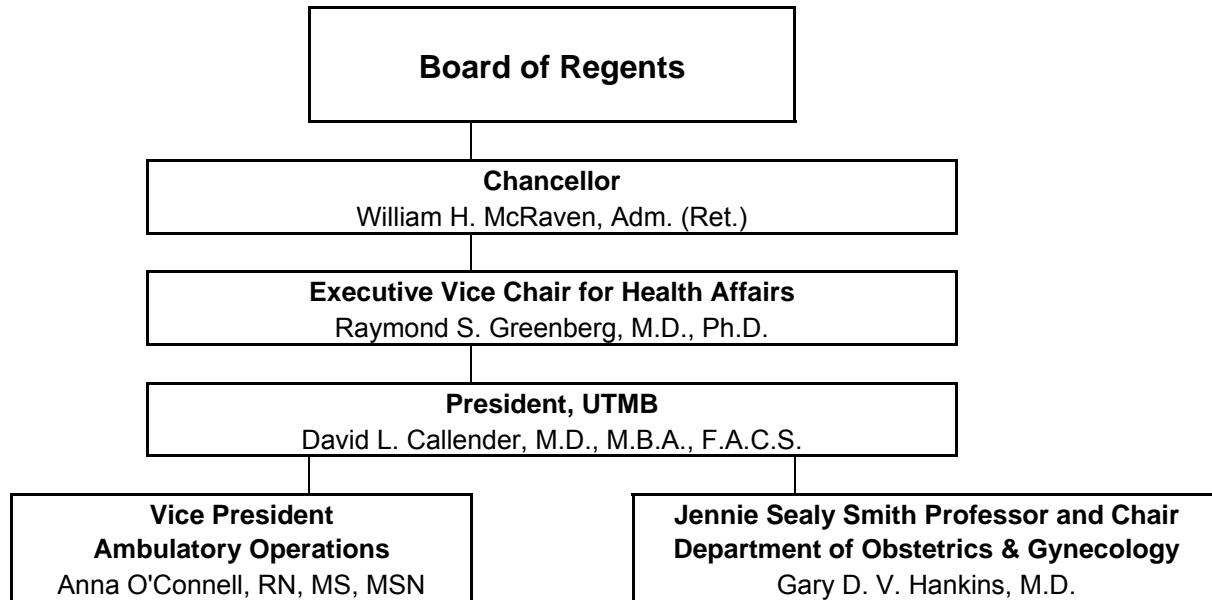 Board of Regents
Chancellor
William H. McRaven, Adm. (Ret.)
Executive Vice Chair for Health Affairs
Raymond S. Greenberg, M.D., Ph.D.
President, UTMB
David L. Callender, M.D., M.B.A., F.A.C.S.
Vice President
Ambulatory Operations
Anna O'Connell, RN, MS, MSN
Jennie Sealy Smith Professor and Chair
Department of Obstetrics & Gynecology
Gary D. V. Hankins, M.D.